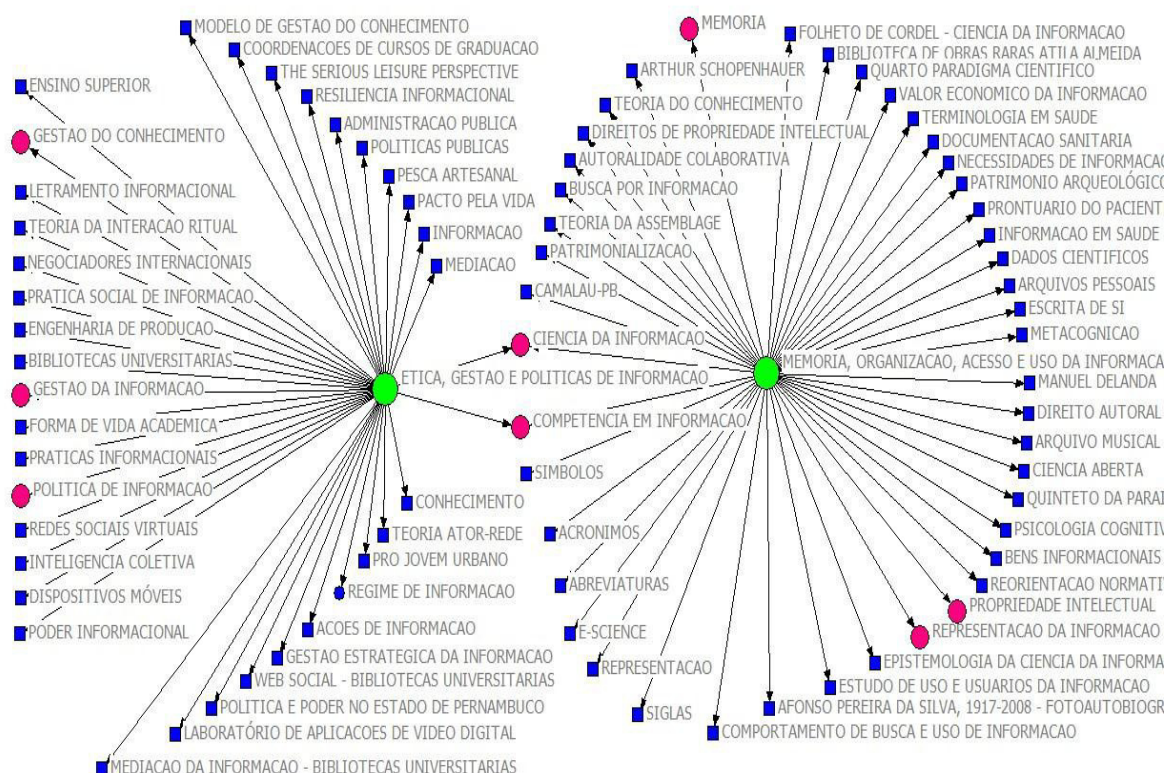 MODELO DE GESTAO DO CONHECIMENTO
COORDENACOES DE CURSOS DE GRADUACAO
THE SERIOUS LEISURE PERSPECTIVE
RESILIENCIA INFORMACIONAL
ADMINISTRACAO PUBLICA
POLITICAS PUBLICAS
PESCA ARTESANAL
PACTO PELA VIDA
INFORMACAO
MEDIACAO
ENSINO SUPERIOR
GESTAO DO CONHECIMENTO
LETRAMENTO INFORMACIONAL
TEORIA DA INTERACAO RITUAL
NEGOCIADORES INTERNACIONAIS
PRATICA SOCIAL DE INFORMACAO
ENGENHARIA DE PRODUCAO
BIBLIOTECAS UNIVERSITARIAS
GESTAO DA INFORMACAO
FORMA DE VIDA ACADEMICA
PRATICAS INFORMACIONAIS
POLITICA DE INFORMACAO
REDES SOCIAIS VIRTUAIS
INTELIGENCIA COLETIVA
DISPOSITIVOS MÓVEIS
PODER INFORMACIONAL
ETICA, GESTAO E POLITICAS DE INFORMACAO
CONHECIMENTO
TEORIA ATOR-REDE
PRO JOVEM URBANO
REGIME DE INFORMACAO
ACOES DE INFORMACAO
GESTAO ESTRATEGICA DA INFORMACAO
WEB SOCIAL - BIBLIOTECAS UNIVERSITARIAS
POLITICA E PODER NO ESTADO DE PERNAMBUCO
LABORATÓRIO DE APLICACOES DE VIDEO DIGITAL
MEDIACAO DA INFORMACAO - BIBLIOTECAS UNIVERSITARIAS
MEMORIA
ARTHUR SCHOPENHAUER
TEORIA DO CONHECIMENTO
DIREITOS DE PROPRIEDADE INTELECTUAL
AUTORALIDADE COLABORATIVA
BUSCA POR INFORMACAO
TEORIA DA ASSEMBLAGE
PATRIMONIALIZACAO
CAMALAU-PB
CIENCIA DA INFORMACAO
COMPETENCIA EM INFORMACAO
SIMBOLOS
ACRONIMOS
ABREVIATURAS
E-SCIENCE
REPRESENTACAO
SIGLAS
FOLHETO DE CORDEL - CIENCIA DA INFORMACAO
BIBLIOTECA DE OBRAS RARAS ATILA ALMEIDA
QUARTO PARADIGMA CIENTIFICO
VALOR ECONOMICO DA INFORMACAO
TERMINOLOGIA EM SAUDE
DOCUMENTACAO SANITARIA
NECESSIDADES DE INFORMACAO
PATRIMONIO ARQUEOLÓGICO
PRONTUARIO DO PACIENT
INFORMACAO EM SAUDE
DADOS CIENTIFICOS
ARQUIVOS PESSOAIS
ESCRITA DE SI
METACOGNICAO
MEMORIA, ORGANIZACAO, ACESSO E USO DA INFORMACA
MANUEL DELANDA
DIREITO AUTORAL
ARQUIVO MUSICAL
CIENCIA ABERTA
QUINTETO DA PARAI
PSICOLOGIA COGNITIV
BENS INFORMACIONAIS
REORIENTACAO NORMATI
PROPRIEDADE INTELECTUAL
REPRESENTACAO DA INFORMACAO
EPISTEMOLOGIA DA CIENCIA DA INFORMA
ESTUDO DE USO E USUARIOS DA INFORMACAO
AFONSO PEREIRA DA SILVA, 1917-2008 - FOTOAUTOBIOGR
COMPORTAMENTO DE BUSCA E USO DE INFORMACAO